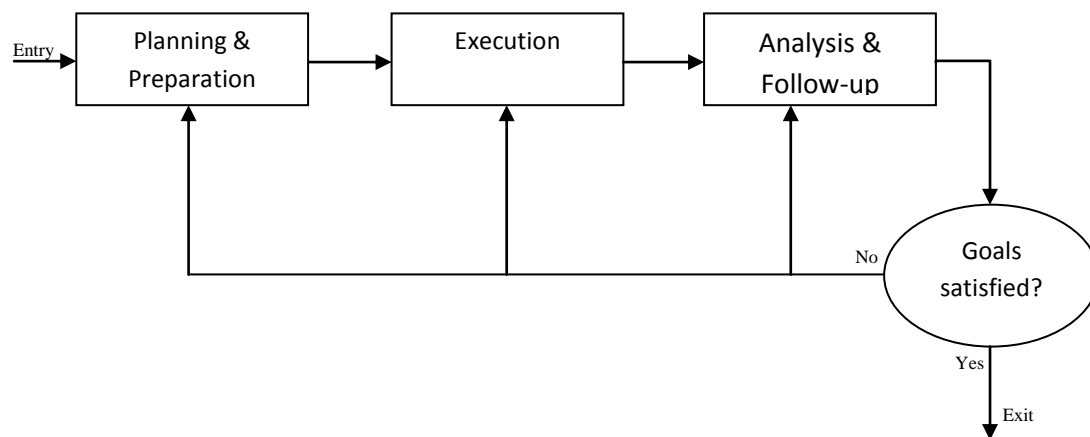 Entry
Planning &
Preparation
Execution
Analysis &
Follow-up
Goals
satisfied?
No
Yes
Exit